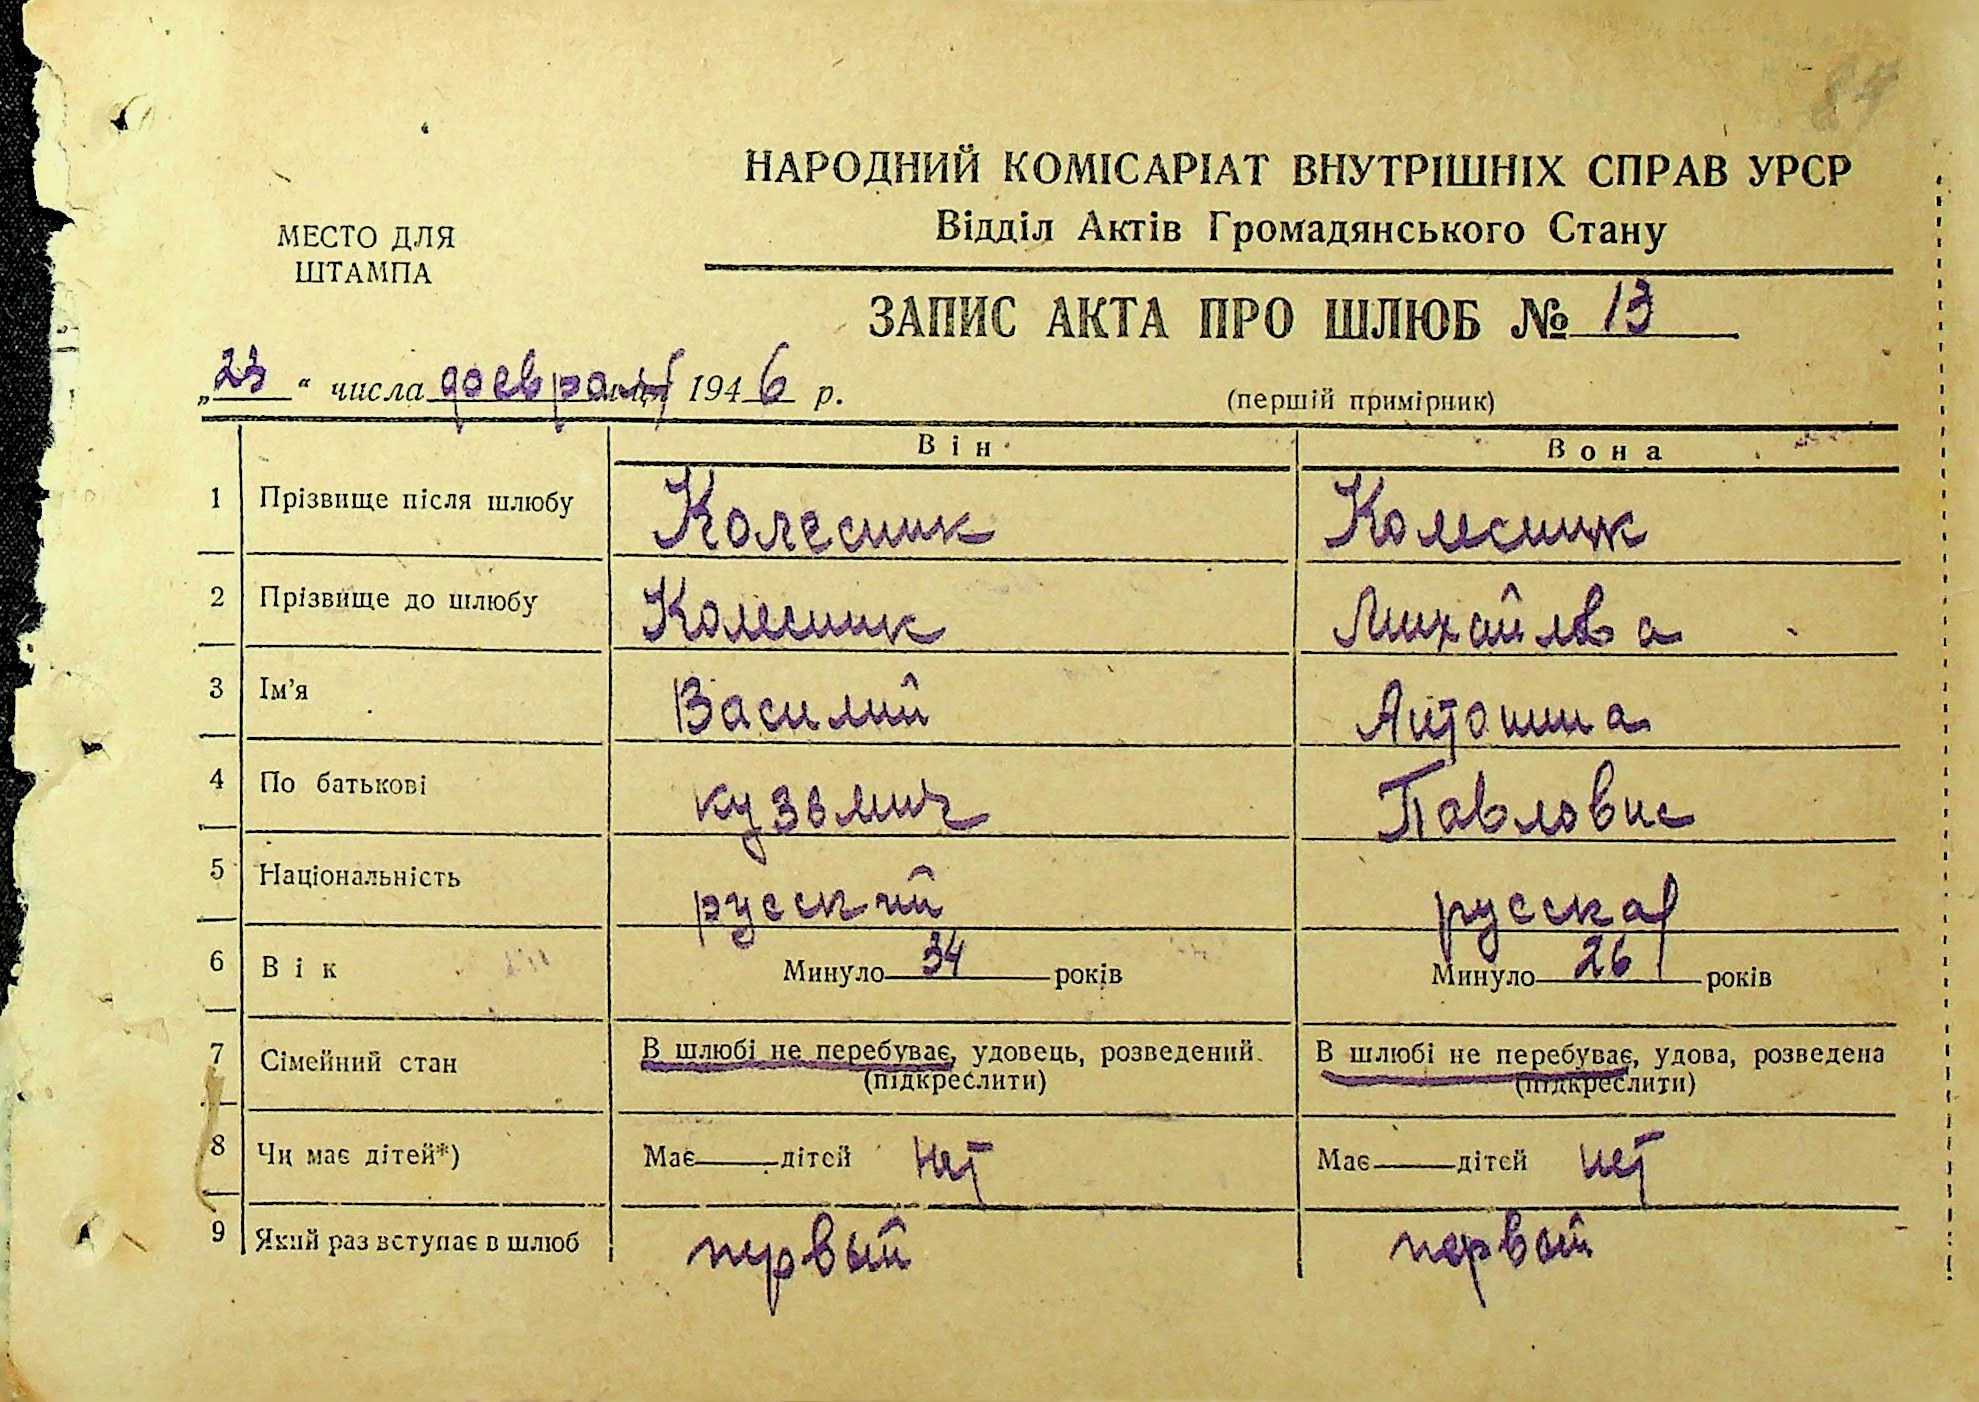 84
НАРОДНИЙ КОМІСАРІАТ ВНУТРІШНІХ СПРАВ УРСР
Відділ Актів Громадянського Стану
МЕСТО ДЛЯ
ШТАМПА
ЗАПИС АКТА ПРО ШЛЮБ № 13
„23“ числа февраля 1946 р.
(перший примірник)
Він Вона
1 Прізвище після шлюбу Колесник Колесник
2 Прізвище до шлюбу Колесник Михайлова
3 Ім'я Василий Антонина
4 По батькові кузьмич Павловне
5 Національність русский русская
6 Вік Минуло 34 років Минуло 26 років
7 Сімейний стан В шлюбі не перебуває, удовець, розведений. (підкреслити) В шлюбі не перебуває, удова, розведена (підкреслити)
8 Чи має дітей*) Має дітей нет Має дітей нет
9 Який раз вступає в шлюб первый первый